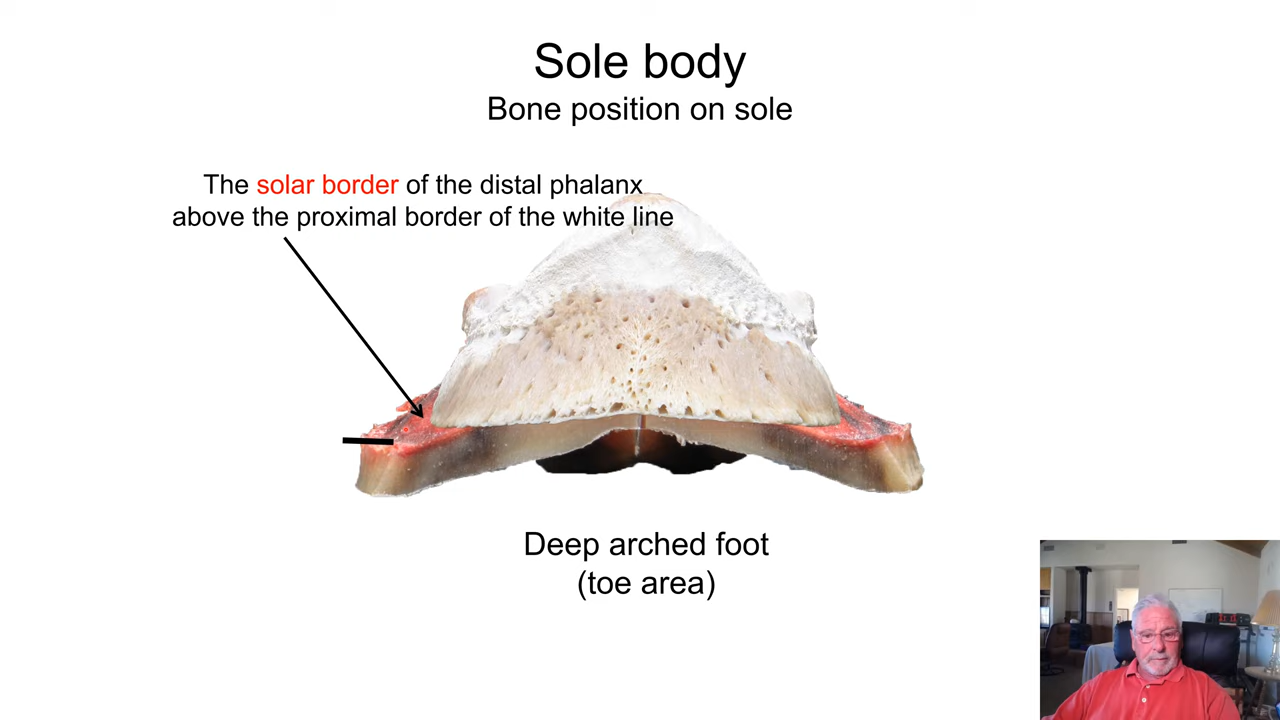 Sole body
Bone position on sole
The solar border of the distal phalanx
above the proximal border of the white line
Deep arched foot
(toe area)